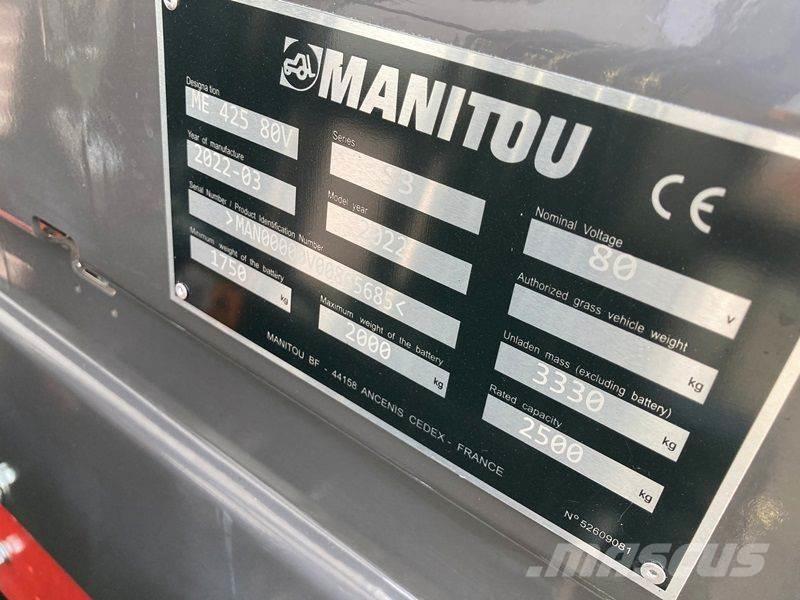 MANITOU
Designation
ME 425 80V
Series
S3
Year of manufacture
2022-03
Model year
2022
Serial Number / Product Identification Number
Minimum weight of the battery
1750 kg
Maximum weight of the battery
2000 kg
CE
Nominal Voltage
80 V
Authorized grass vehicle weight
kg
Unladen mass (excluding battery)
3330 kg
Rated capacity
2500 kg
MANITOU BF - 44158 ANCENIS CEDEX - FRANCE
N° 52609081
mascus